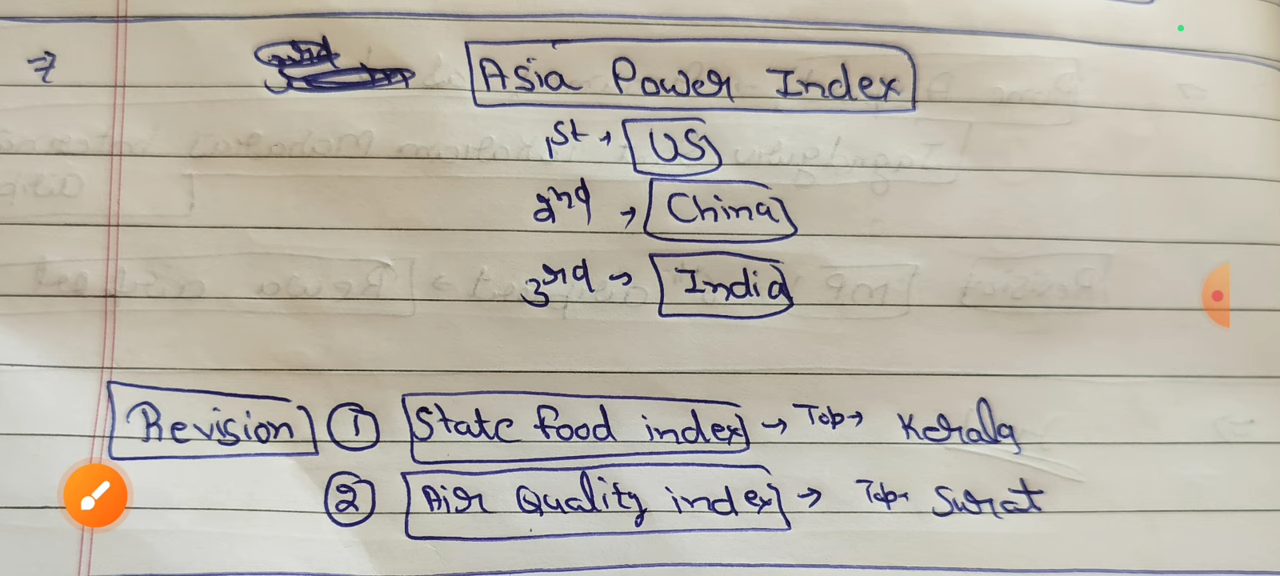 ⇒ Asia Power Index
1st → US
2nd → China
3rd → India
Revision ① State food index → Top → Kerala
② Air Quality index → Top → Surat